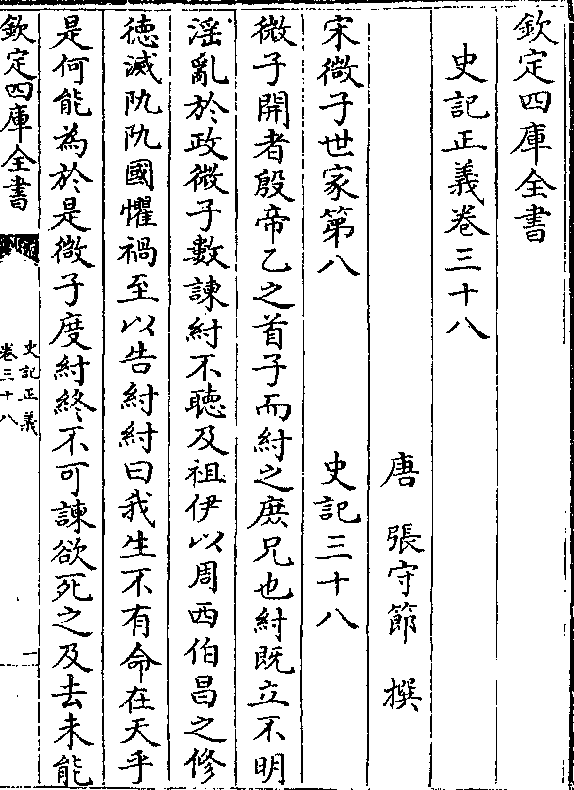 欽定四庫全書
史記正義卷三十八
唐 張守節 撰
宋微子世家第八 史記三十八
微子開者殷帝乙之首子而紂之庶兄也紂既立不明
淫亂於政微子數諫紂不聽及祖伊以周西伯昌之修
德滅阢阢國懼禍至以告紂紂曰我生不有命在天乎
是何能為於是微子度紂終不可諫欲死之及去未能
欽定四庫全書
史記正義
卷三十八
一